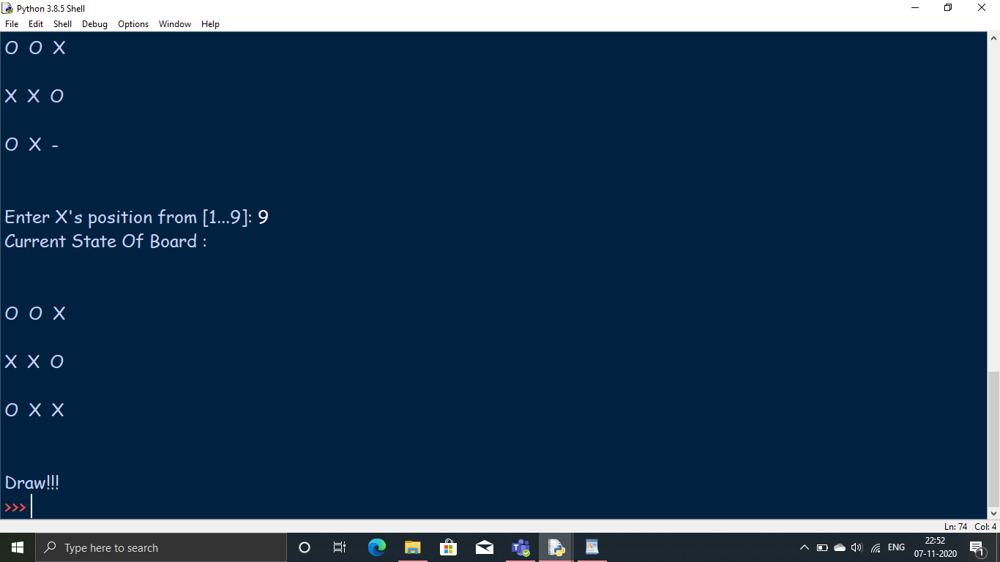 Python 3.8.5 Shell
File Edit Shell Debug Options Window Help
O O X
X X O
O X -
Enter X's position from [1...9]: 9
Current State Of Board :
O O X
X X O
O X X
Draw!!!
>>>
Ln: 74 Col: 4
Type here to search
ENG
22:52
07-11-2020
1